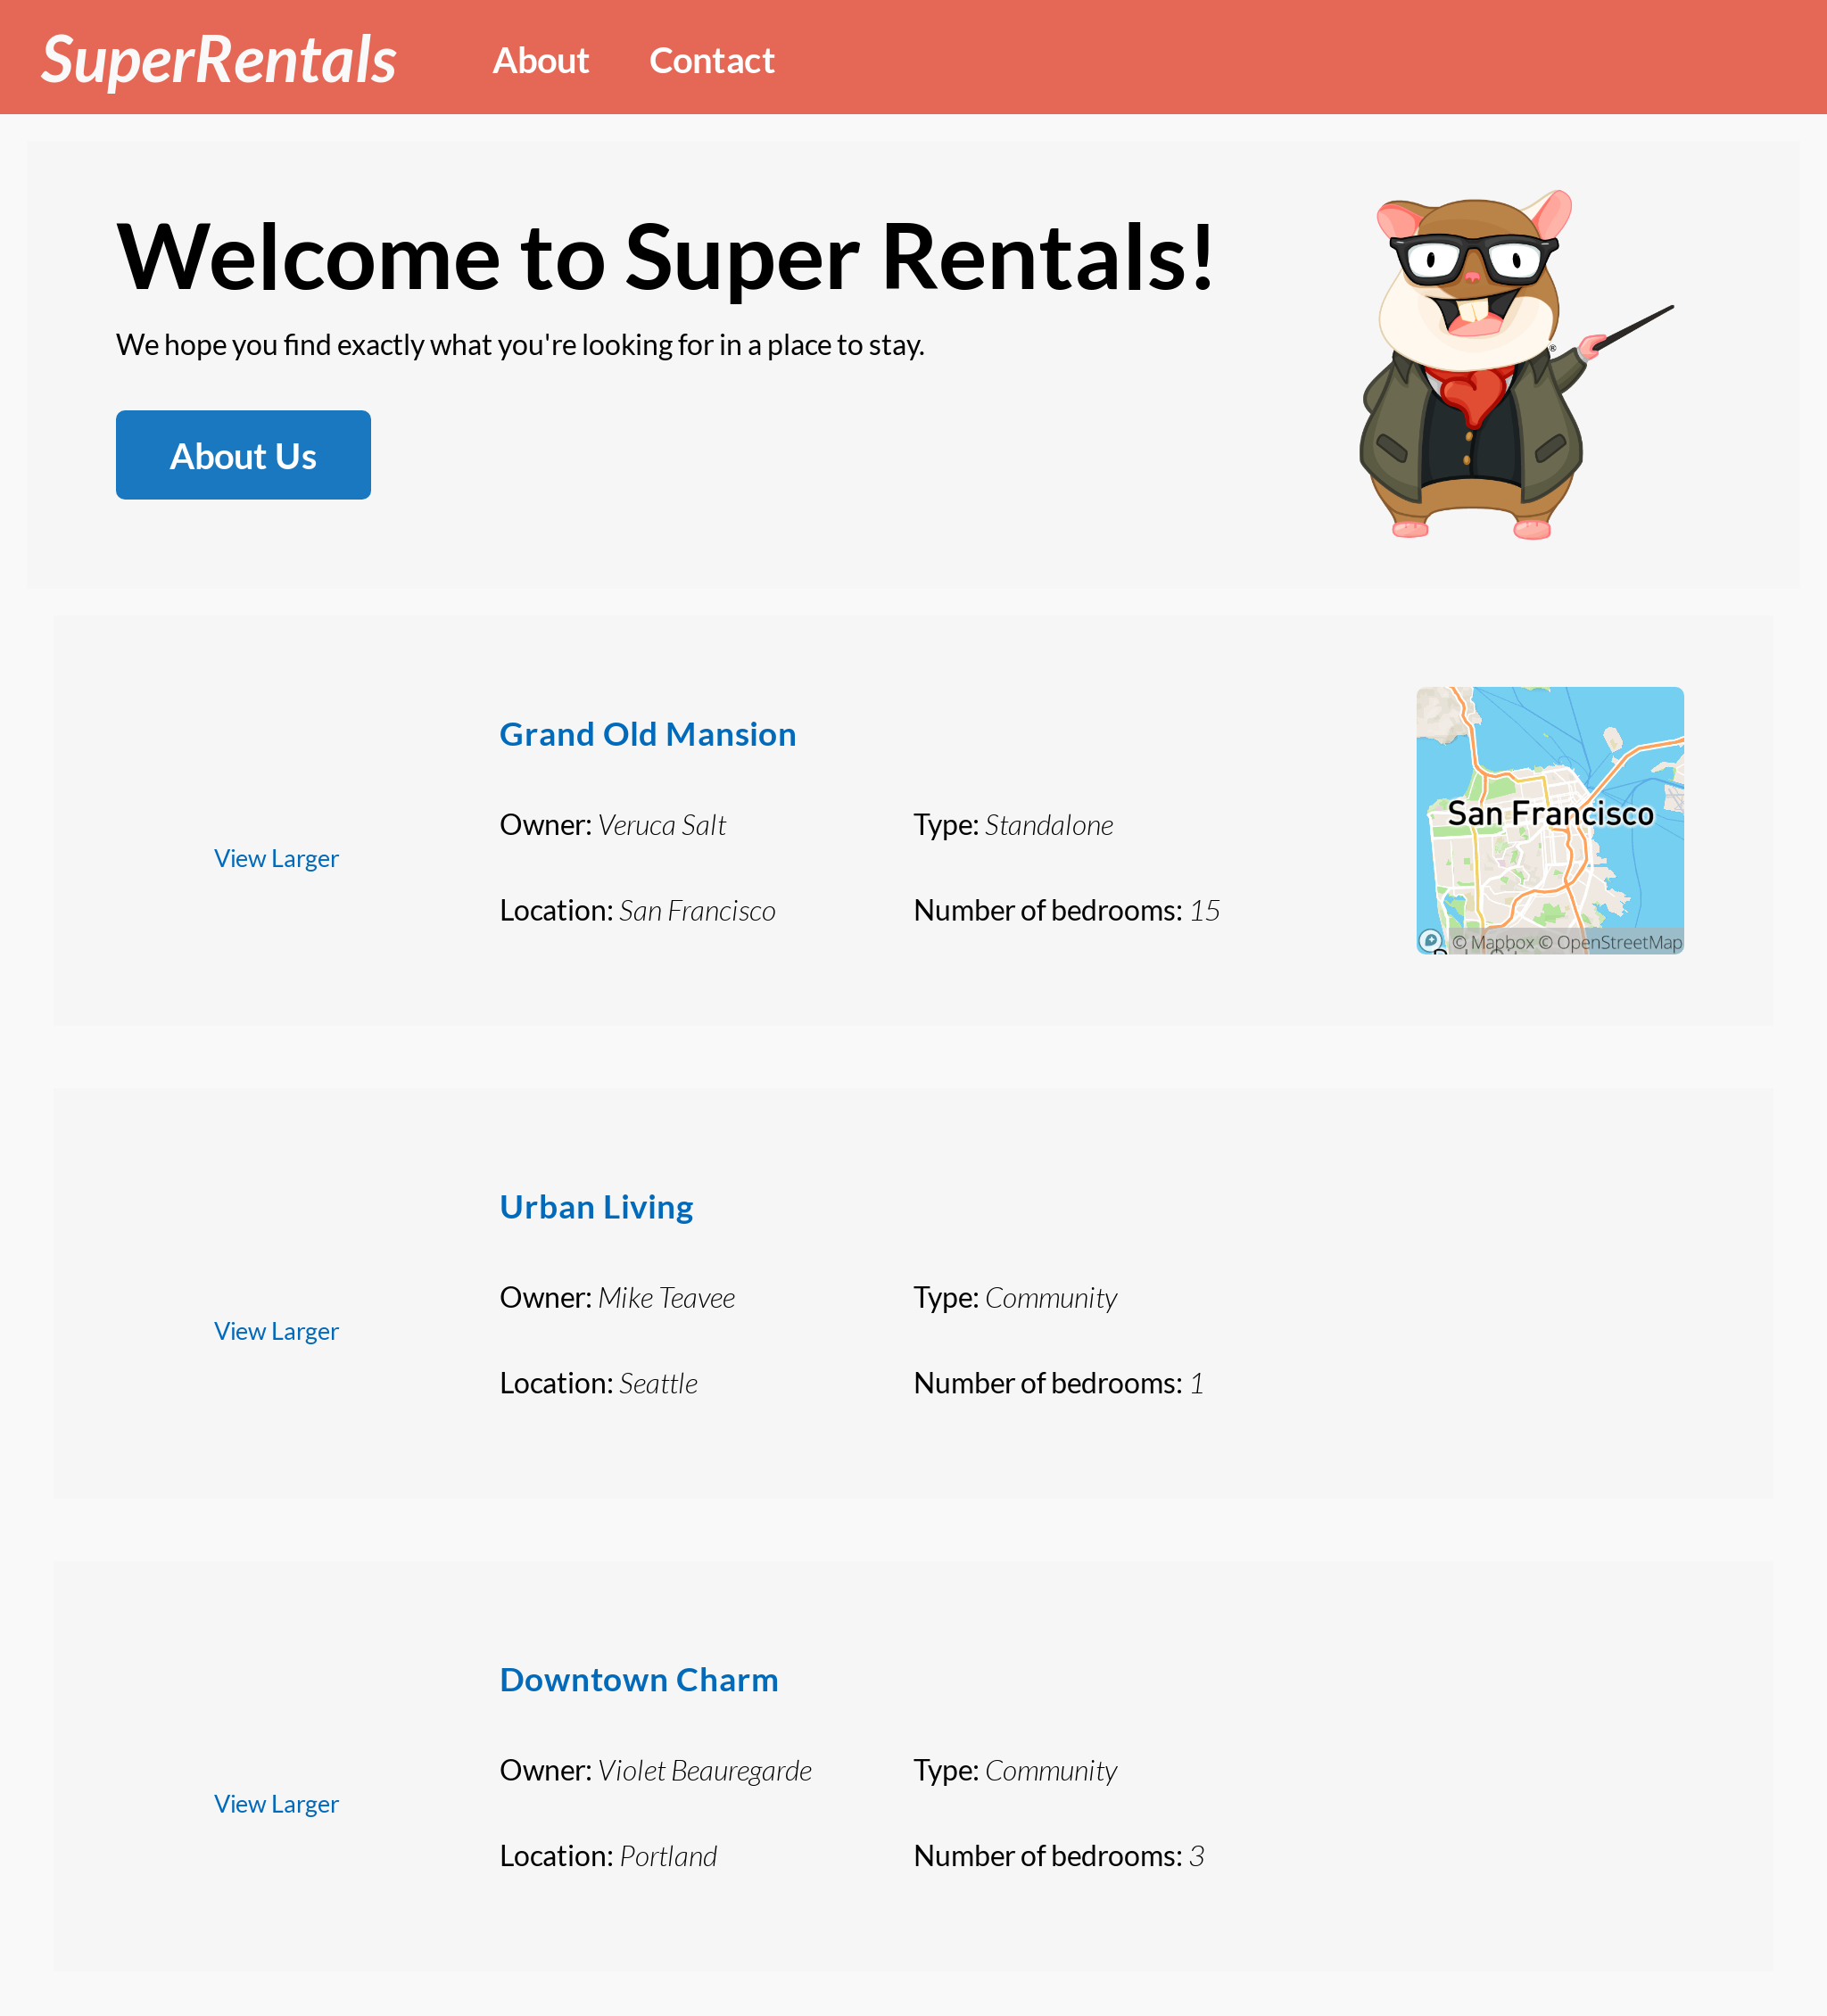 SuperRentals About Contact
Welcome to Super Rentals!
We hope you find exactly what you're looking for in a place to stay.
®
About Us
Grand Old Mansion
Owner: Veruca Salt Type: Standalone
View Larger
Location: San Francisco Number of bedrooms: 15
San Francisco
© Mapbox © OpenStreetMap
Urban Living
Owner: Mike Teavee Type: Community
View Larger
Location: Seattle Number of bedrooms: 1
Downtown Charm
Owner: Violet Beauregarde Type: Community
View Larger
Location: Portland Number of bedrooms: 3